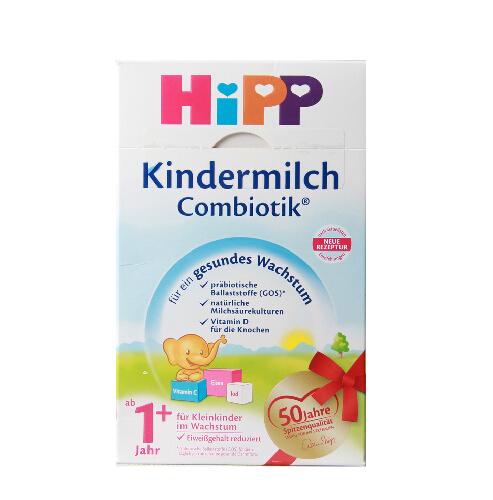 HiPP
Kindermilch
Combiotik®
NEUE
REZEPTUR
für ein gesundes Wachstum
präbiotische
Ballaststoffe (GOS)*
natürliche
Milchsäurekulturen
Vitamin D
für die Knochen
Vitamin C
Eisen
Jod
ab
1+
Jahr
für Kleinkinder
im Wachstum
Eiweißgehalt reduziert
50 Jahre
Spitzenqualität